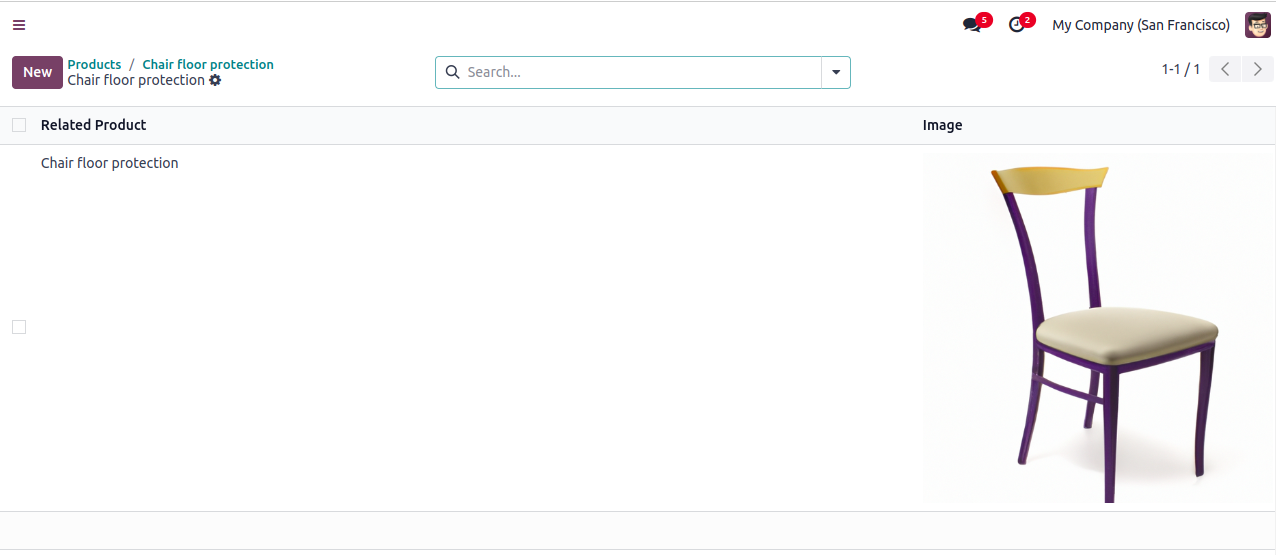 5
2
My Company (San Francisco)
New
Products / Chair floor protection
Chair floor protection
Search...
1-1 / 1
Related Product
Image
Chair floor protection